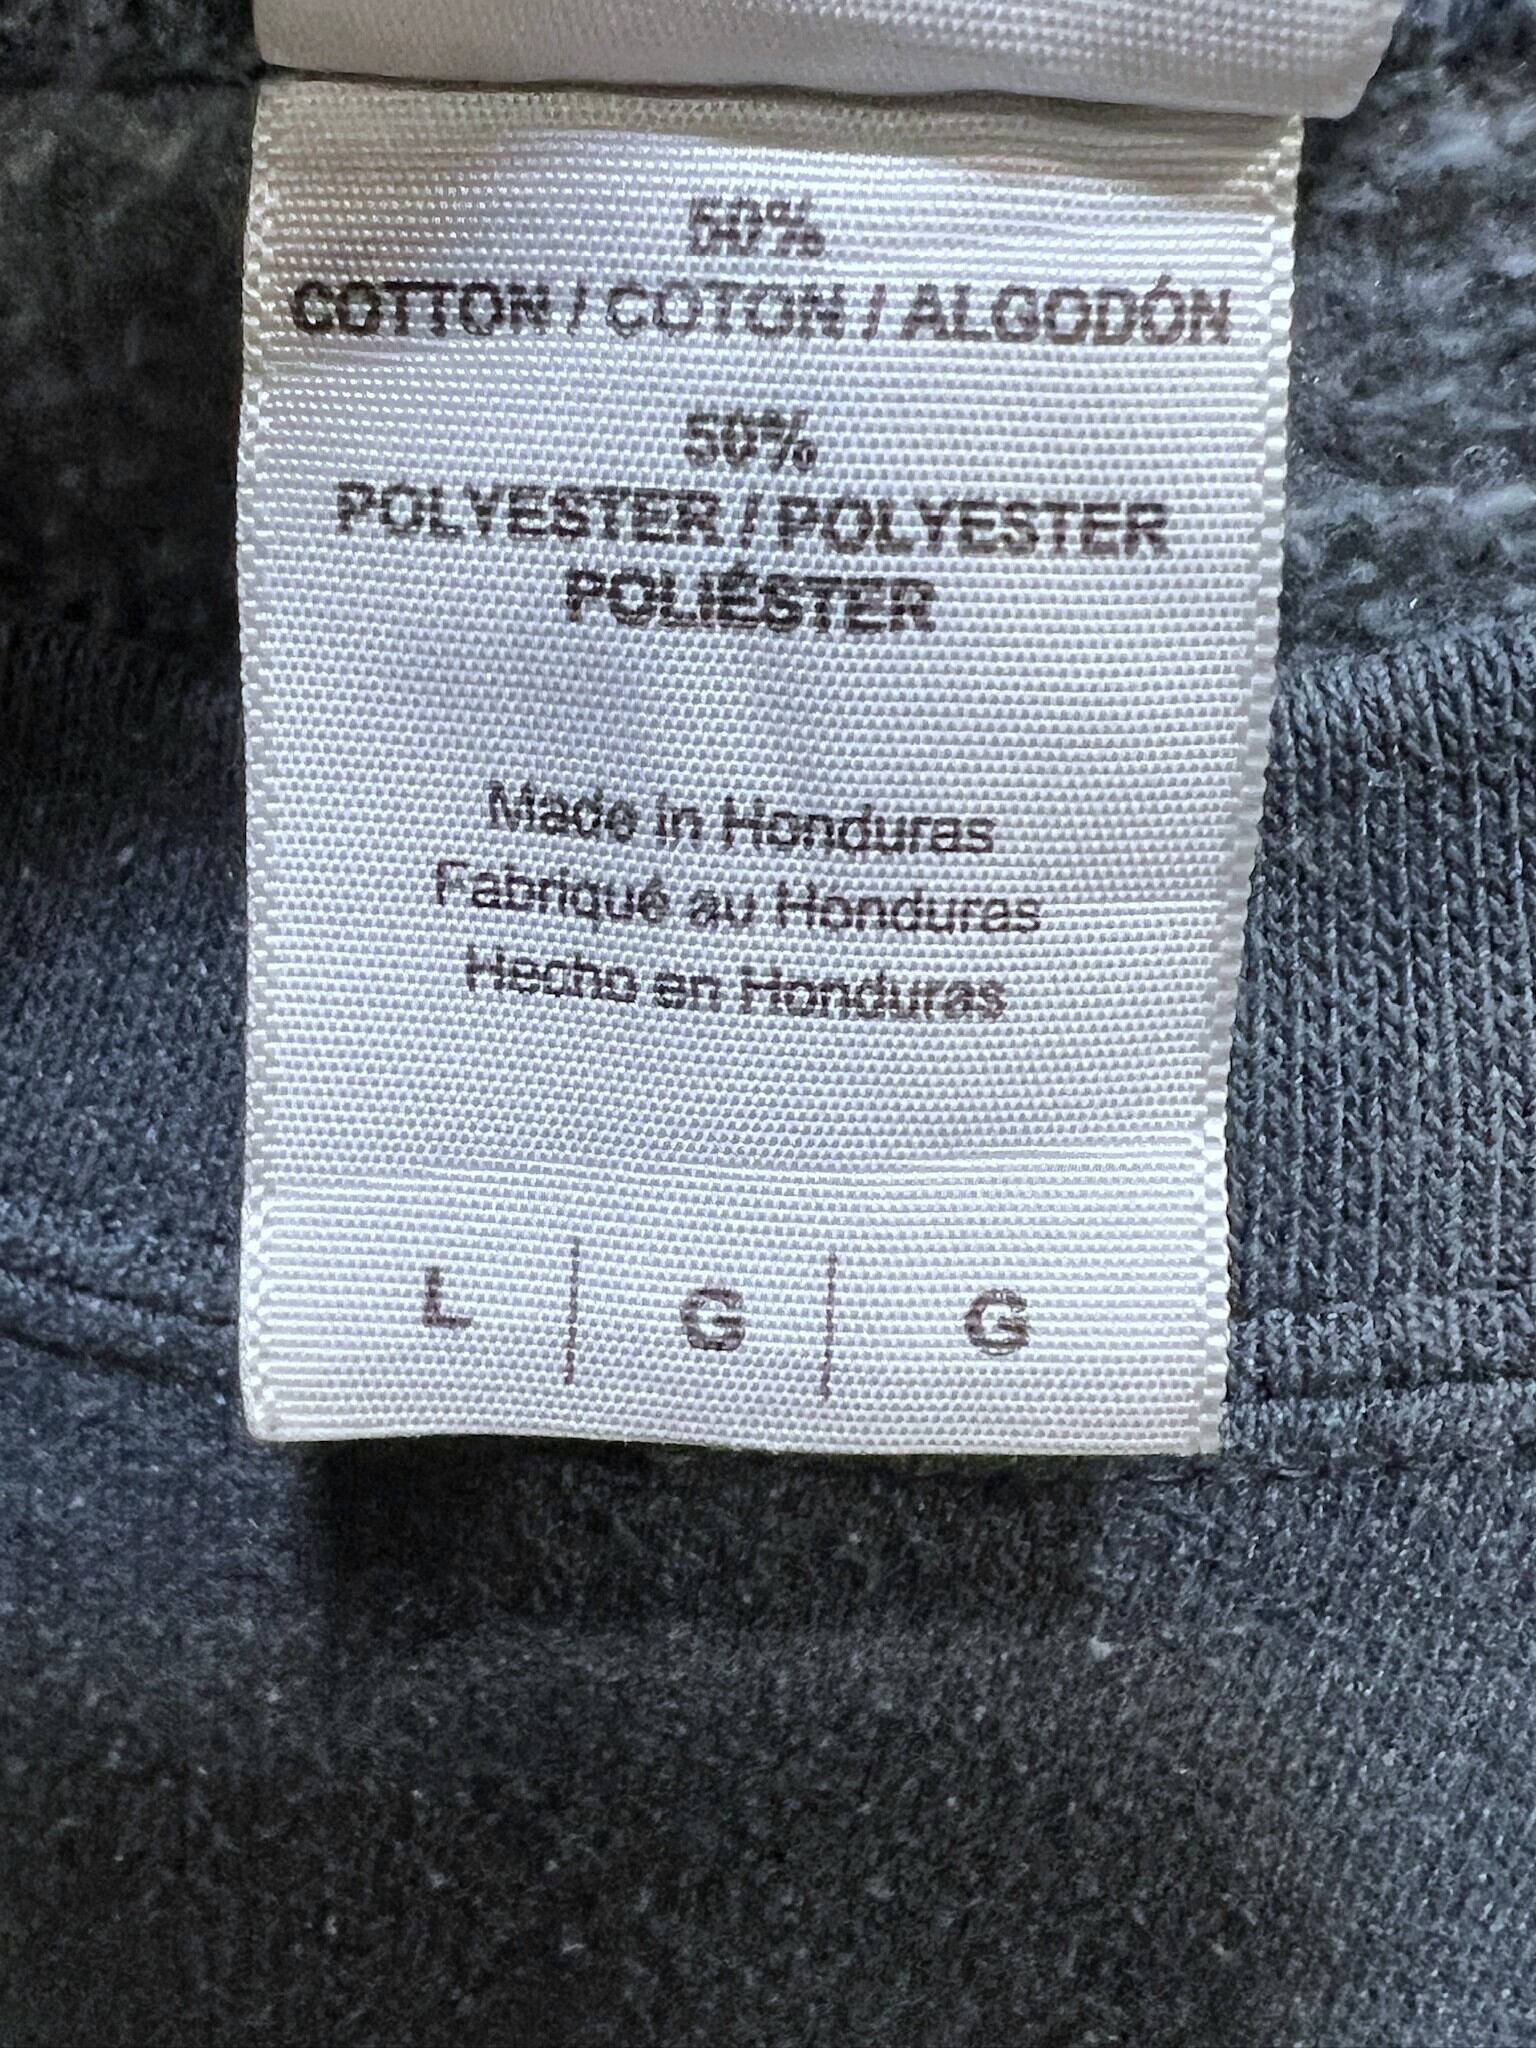 50%
COTTON / COTON / ALGODÓN
50%
POLYESTER / POLYESTER
POLIÉSTER
Made in Honduras
Fabriqué au Honduras
Hecho en Honduras
L | G | G